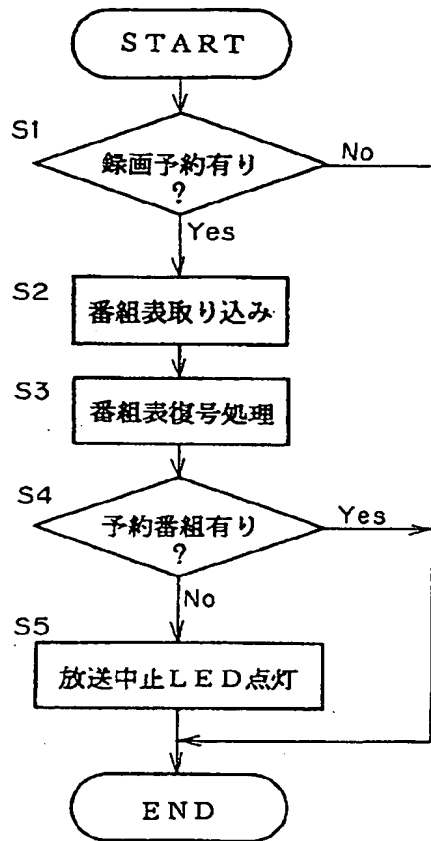 START
S1
録画予約有り
?
No
Yes
S2
番組表取り込み
S3
番組表復号処理
S4
予約番組有り
?
Yes
No
S5
放送中止LED点灯
END